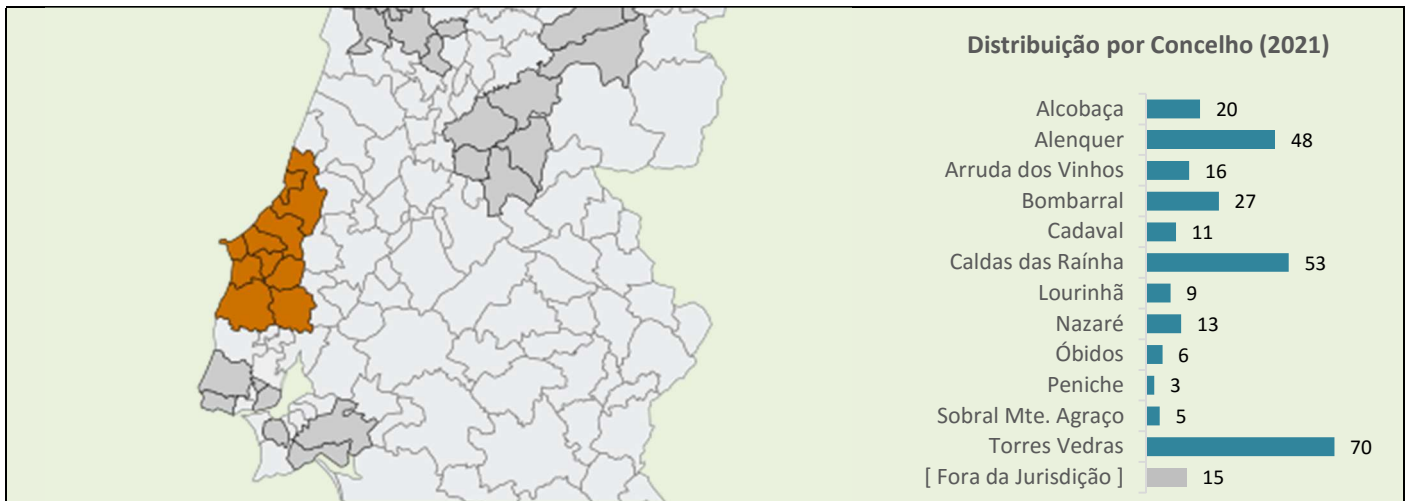 Distribuição por Concelho (2021)
Alcobaça 20
Alenquer 48
Arruda dos Vinhos 16
Bombarral 27
Cadaval 11
Caldas das Raínha 53
Lourinhã 9
Nazaré 13
Óbidos 6
Peniche 3
Sobral Mte. Agraço 5
Torres Vedras 70
[ Fora da Jurisdição ] 15